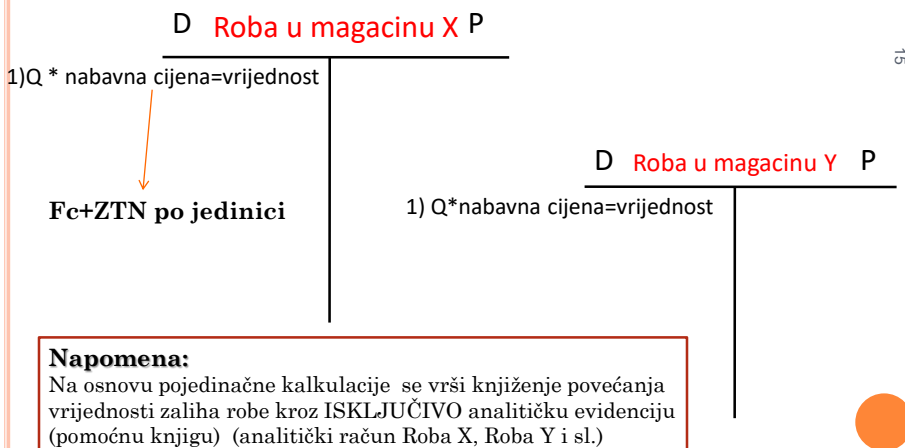 D Roba u magacinu X P
1)Q * nabavna cijena=vrijednost
15
D Roba u magacinu Y P
Fc+ZTN po jedinici
1) Q*nabavna cijena=vrijednost
Napomena:
Na osnovu pojedinačne kalkulacije se vrši knjiženje povećanja
vrijednosti zaliha robe kroz ISKLJUČIVO analitičku evidenciju
(pomoćnu knjigu) (analitički račun Roba X, Roba Y i sl.)